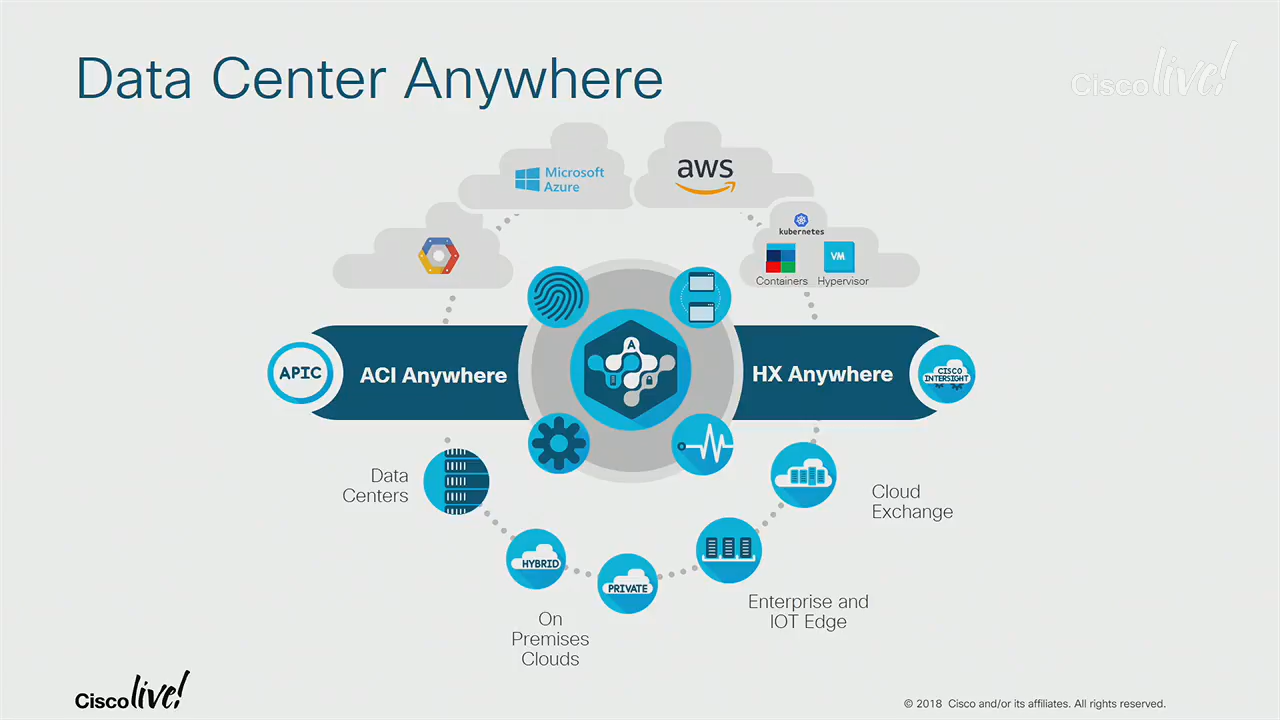 Data Center Anywhere
Cisco live!
Microsoft
Azure
aws
kubernetes
VM
Containers Hypervisor
APIC
ACI Anywhere
A
HX Anywhere
CISCO
INTERSIGHT
Data
Centers
Cloud
Exchange
HYBRID
PRIVATE
On
Premises
Clouds
Enterprise and
IOT Edge
Cisco live!
© 2018 Cisco and/or its affiliates. All rights reserved.